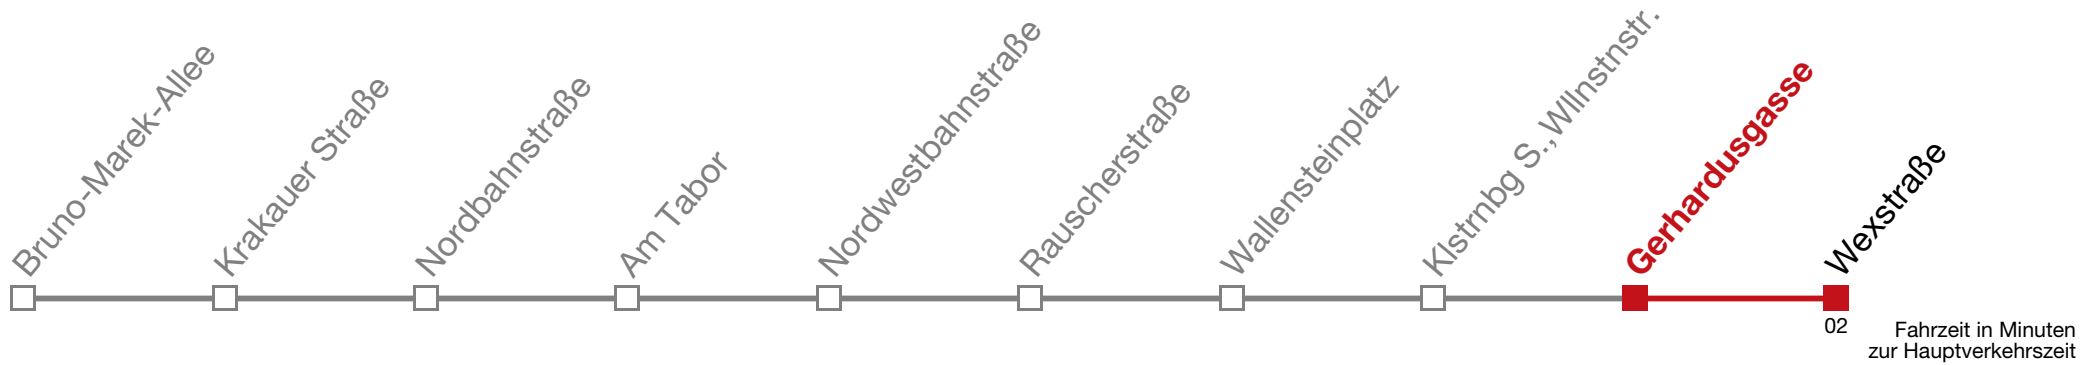 Bruno-Marek-Allee
Krakauer Straße
Nordbahnstraße
Am Tabor
Nordwestbahnstraße
Rauscherstraße
Wallensteinplatz
Klstrnbg S.,Wllnstnstr.
Gerhardusgasse
Wexstraße
02
Fahrzeit in Minuten
zur Hauptverkehrszeit